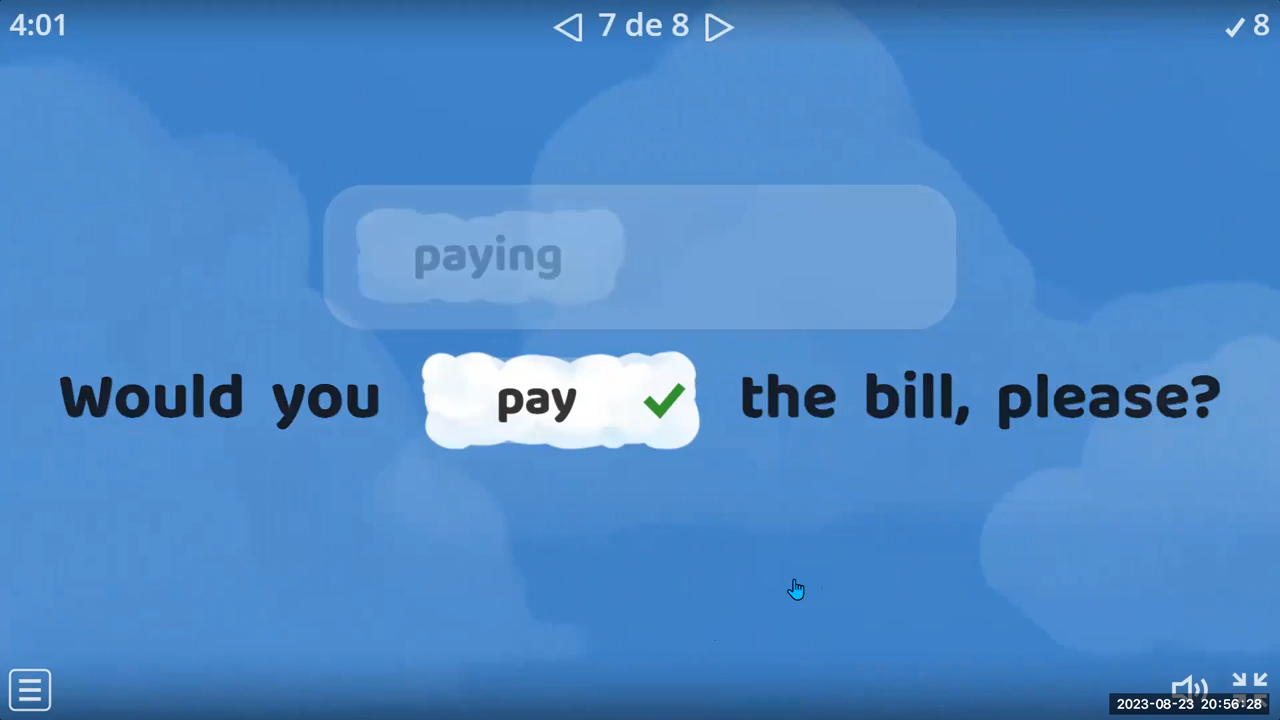 4:01
7 de 8
8
paying
Would you pay the bill, please?
2023-08-23 20:56:28